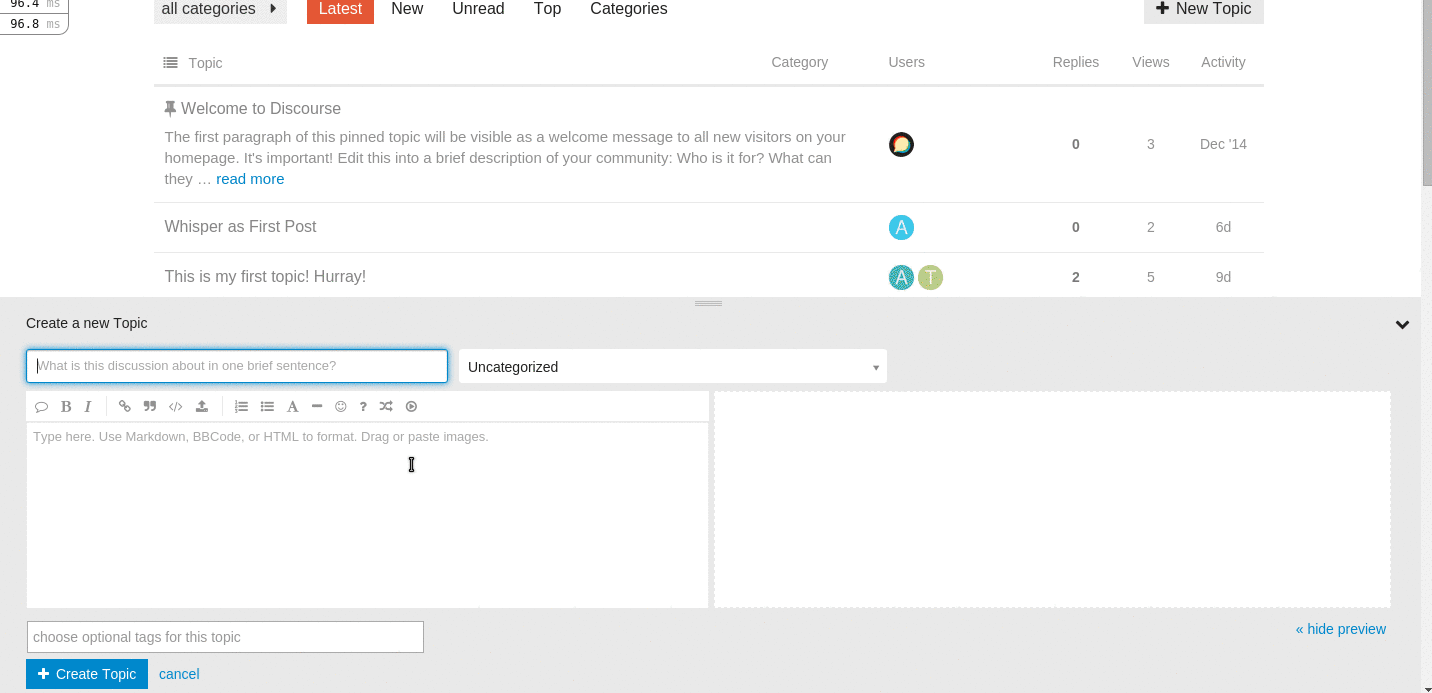 96.4 ms
96.8 ms
all categories Latest New Unread Top Categories New Topic
Topic Category Users Replies Views Activity
Welcome to Discourse
The first paragraph of this pinned topic will be visible as a welcome message to all new visitors on your
homepage. It's important! Edit this into a brief description of your community: Who is it for? What can
they … read more
0 3 Dec '14
Whisper as First Post A 0 2 6d
This is my first topic! Hurray! A T 2 5 9d
Create a new Topic
What is this discussion about in one brief sentence? Uncategorized
B I </> A ?
Type here. Use Markdown, BBCode, or HTML to format. Drag or paste images.
choose optional tags for this topic
« hide preview
Create Topic cancel